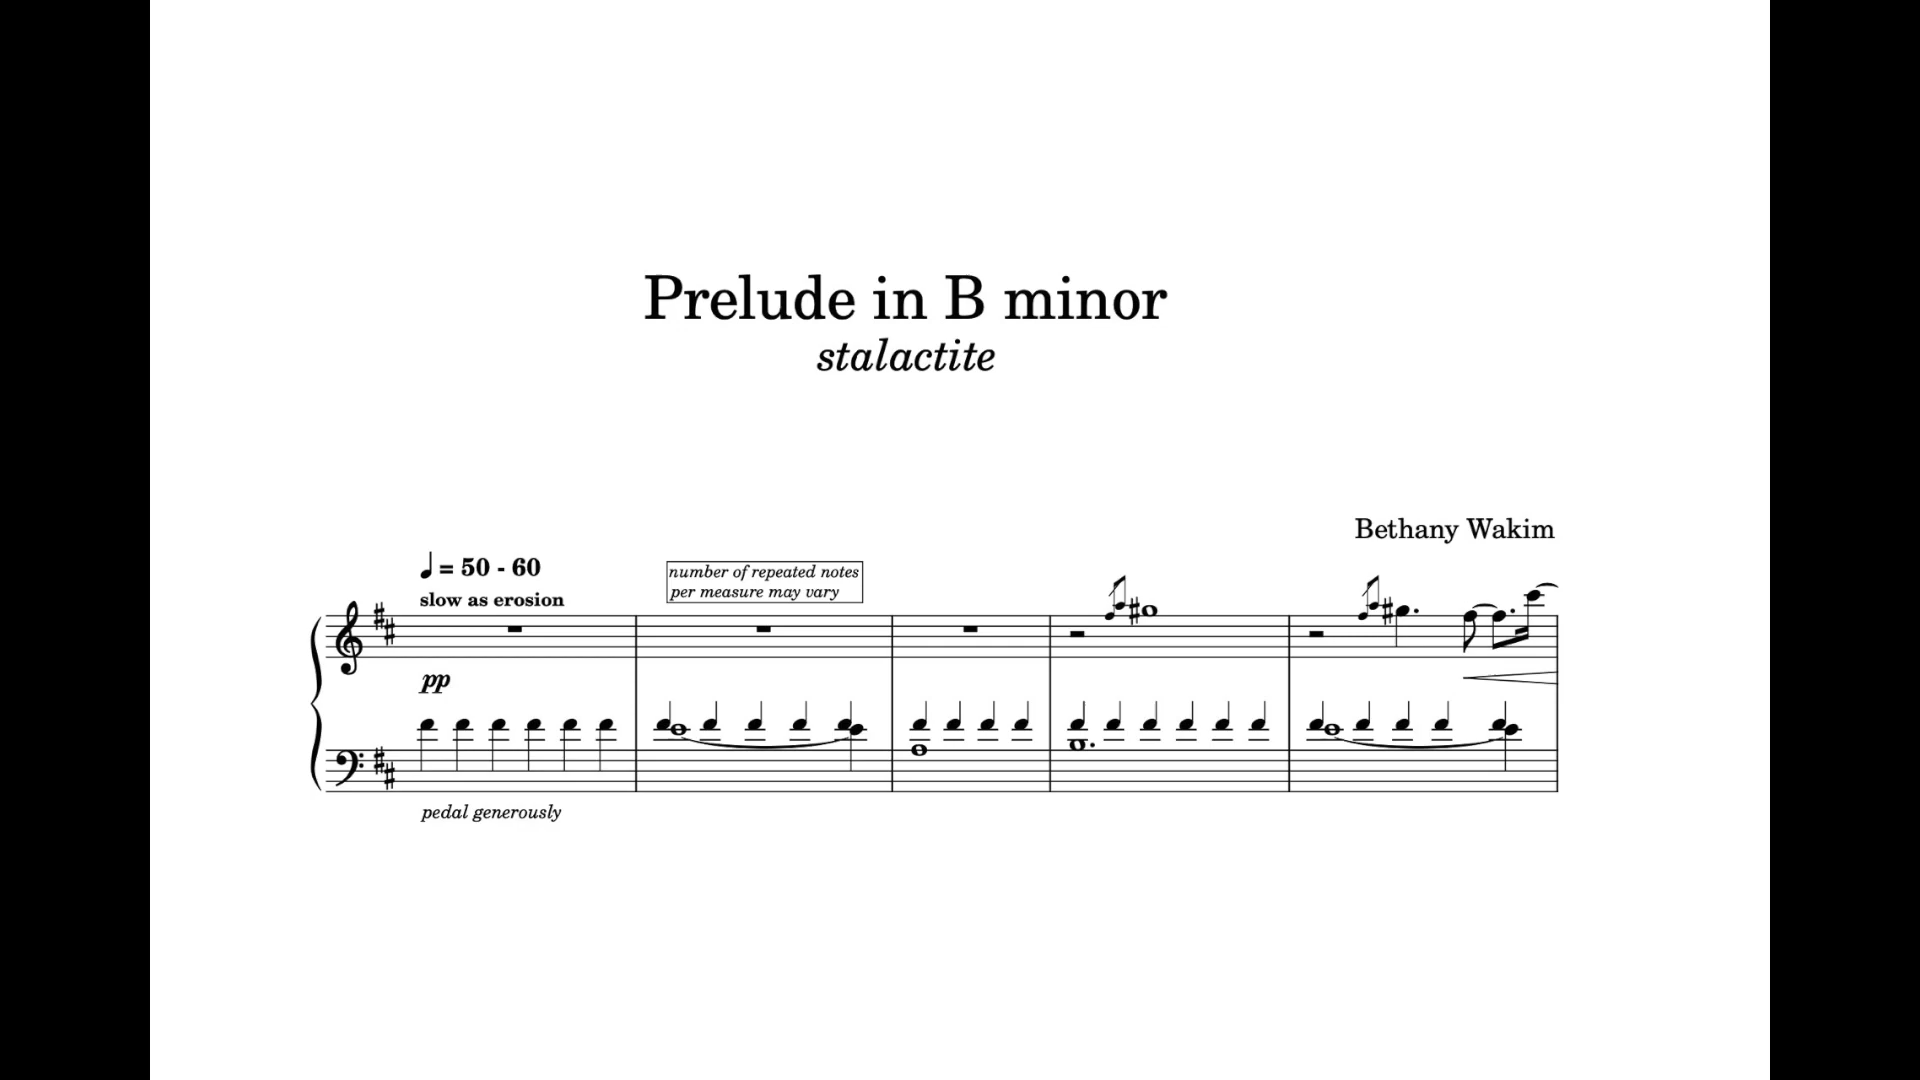 Prelude in B minor
stalactite
Bethany Wakim
♩ = 50 - 60
slow as erosion
number of repeated notes
per measure may vary
pp
pedal generously